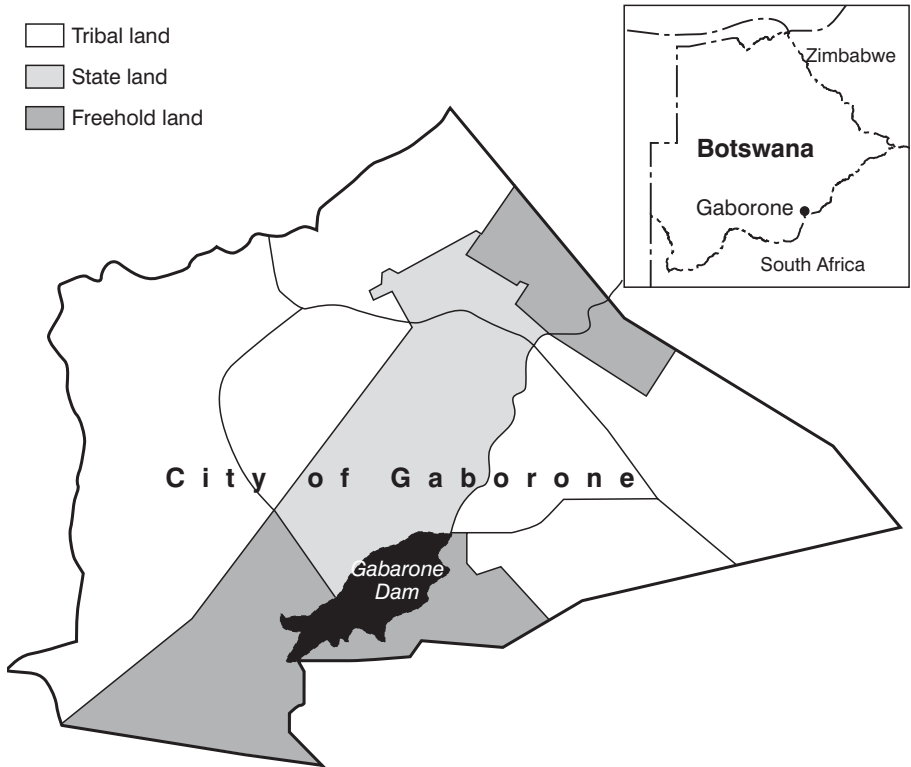 Tribal land
State land
Freehold land
Zimbabwe
Botswana
Gaborone
South Africa
City of Gaborone
Gabarone
Dam